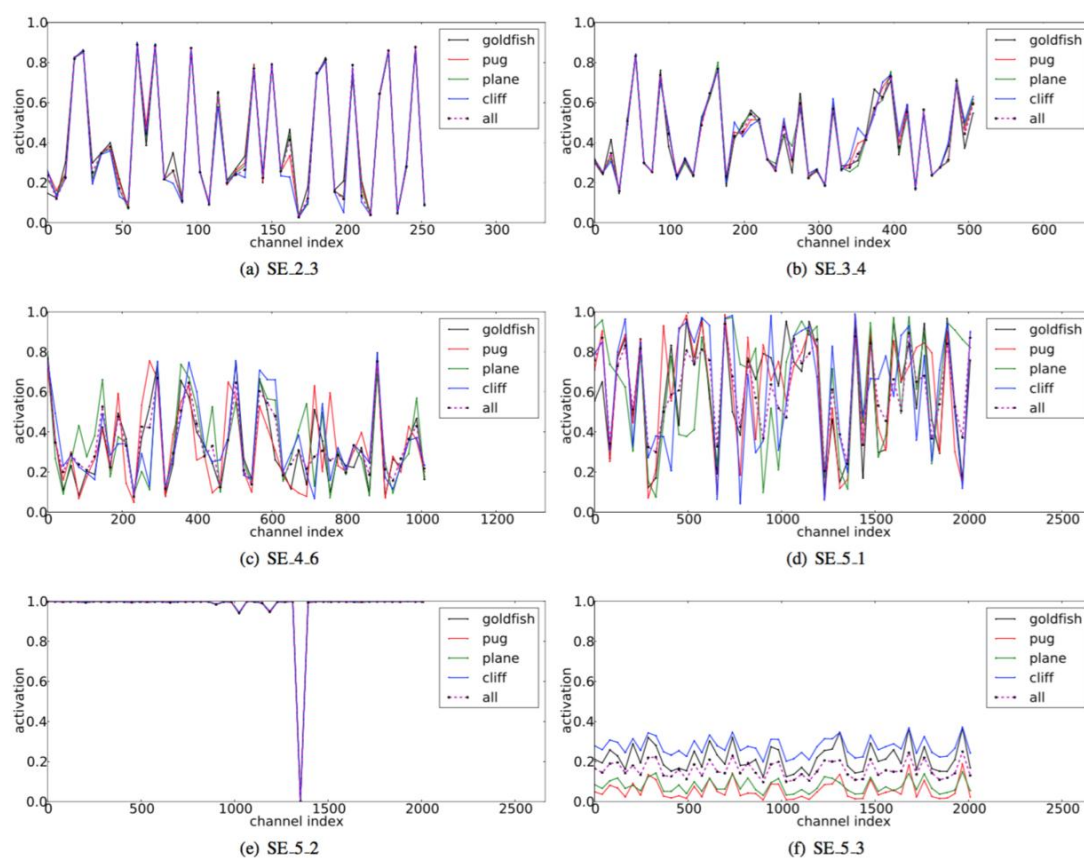 1.0
0.8
0.6
0.4
0.2
0.0
activation
0 50 100 150 200 250 300
channel index
goldfish
pug
plane
cliff
all
(a) SE_2_3
1.0
0.8
0.6
0.4
0.2
0.0
activation
0 100 200 300 400 500 600
channel index
goldfish
pug
plane
cliff
all
(b) SE_3_4
1.0
0.8
0.6
0.4
0.2
0.0
activation
0 200 400 600 800 1000 1200
channel index
goldfish
pug
plane
cliff
all
(c) SE_4_6
1.0
0.8
0.6
0.4
0.2
0.0
activation
0 500 1000 1500 2000 2500
channel index
goldfish
pug
plane
cliff
all
(d) SE_5_1
1.0
0.8
0.6
0.4
0.2
0.0
activation
0 500 1000 1500 2000 2500
channel index
goldfish
pug
plane
cliff
all
(e) SE_5_2
1.0
0.8
0.6
0.4
0.2
0.0
activation
0 500 1000 1500 2000 2500
channel index
goldfish
pug
plane
cliff
all
(f) SE_5_3